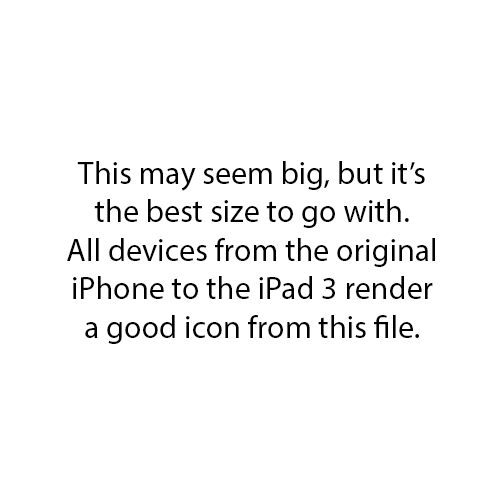 This may seem big, but it’s
the best size to go with.
All devices from the original
iPhone to the iPad 3 render
a good icon from this file.